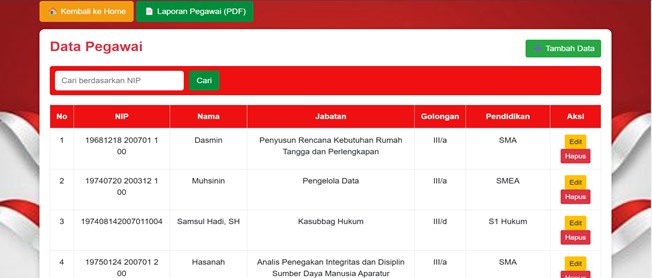 Kembali ke Home
Laporan Pegawai (PDF)
Data Pegawai
Tambah Data
Cari berdasarkan NIP
Cari
No NIP Nama Jabatan Golongan Pendidikan Aksi
1 19681218 200701 1 Dasmin Penyusun Rencana Kebutuhan Rumah III/a SMA Edit
00 Tangga dan Perlengkapan Hapus
2 19740720 200312 1 Muhsinin Pengelola Data III/a SMEA Edit
00 Hapus
3 197408142007011004 Samsul Hadi, SH Kasubbag Hukum III/d S1 Hukum Edit
Hapus
4 19750124 200701 2 Hasanah Analis Penegakan Integritas dan Disiplin III/a SMA Edit
00 Sumber Daya Manusia Aparatur Hapus